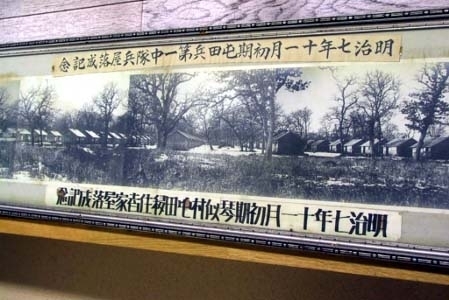 明治七年十一月初期屯田兵第一中隊兵屋落成記念
明治七年十一月初期琴似村屯田移住者家屋落成記念